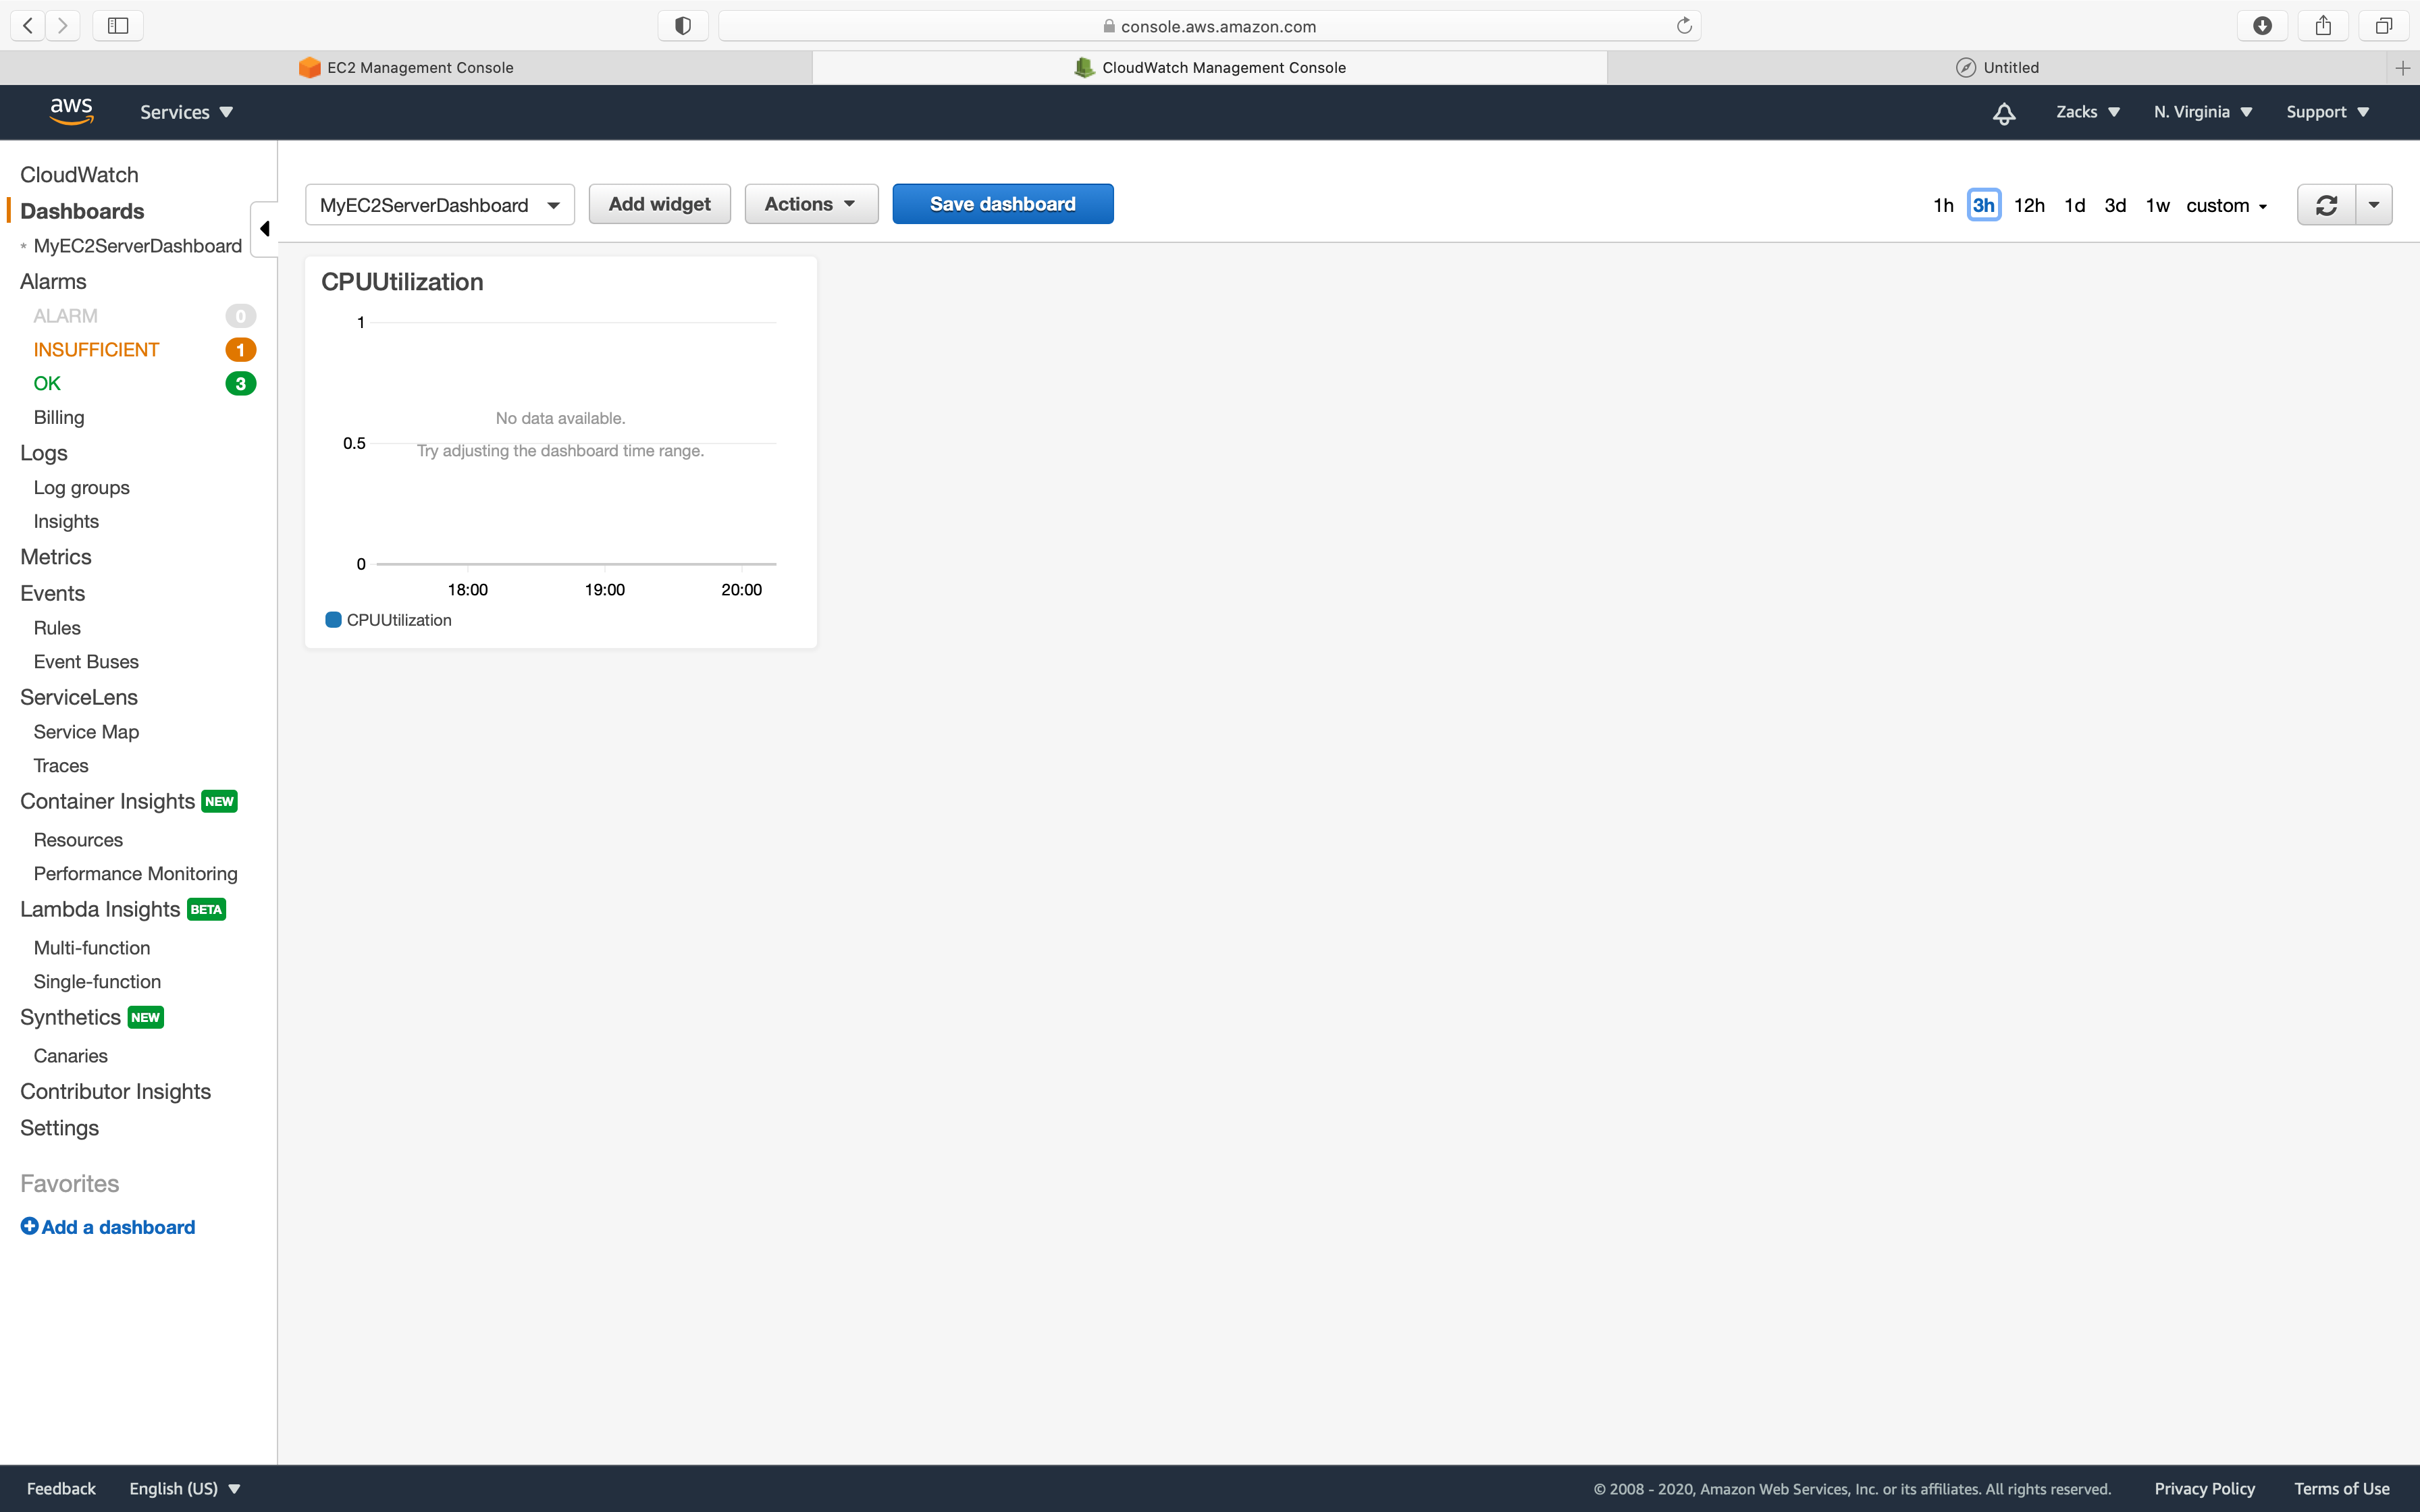 console.aws.amazon.com
EC2 Management Console
CloudWatch Management Console
Untitled
aws
Services
Zacks
N. Virginia
Support
CloudWatch
Dashboards
* MyEC2ServerDashboard
Alarms
ALARM 0
INSUFFICIENT 1
OK 3
Billing
Logs
Log groups
Insights
Metrics
Events
Rules
Event Buses
ServiceLens
Service Map
Traces
Container Insights NEW
Resources
Performance Monitoring
Lambda Insights BETA
Multi-function
Single-function
Synthetics NEW
Canaries
Contributor Insights
Settings
Favorites
Add a dashboard
MyEC2ServerDashboard
Add widget
Actions
Save dashboard
1h 3h 12h 1d 3d 1w custom
CPUUtilization
1
No data available.
0.5
Try adjusting the dashboard time range.
0
18:00 19:00 20:00
CPUUtilization
Feedback
English (US)
© 2008 - 2020, Amazon Web Services, Inc. or its affiliates. All rights reserved.
Privacy Policy
Terms of Use